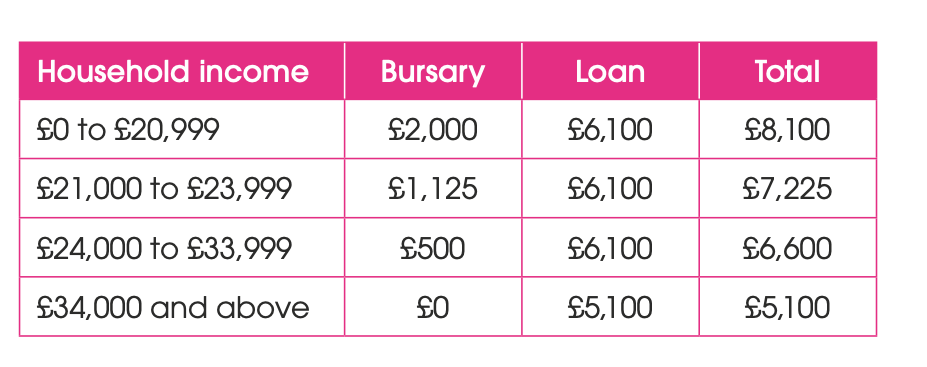 Household income Bursary Loan Total
£0 to £20,999 £2,000 £6,100 £8,100
£21,000 to £23,999 £1,125 £6,100 £7,225
£24,000 to £33,999 £500 £6,100 £6,600
£34,000 and above £0 £5,100 £5,100